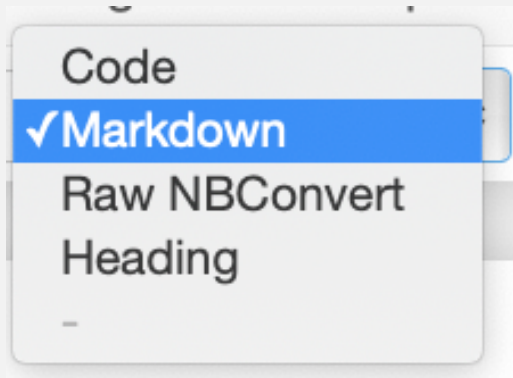 Code
✓Markdown
Raw NBConvert
Heading
-